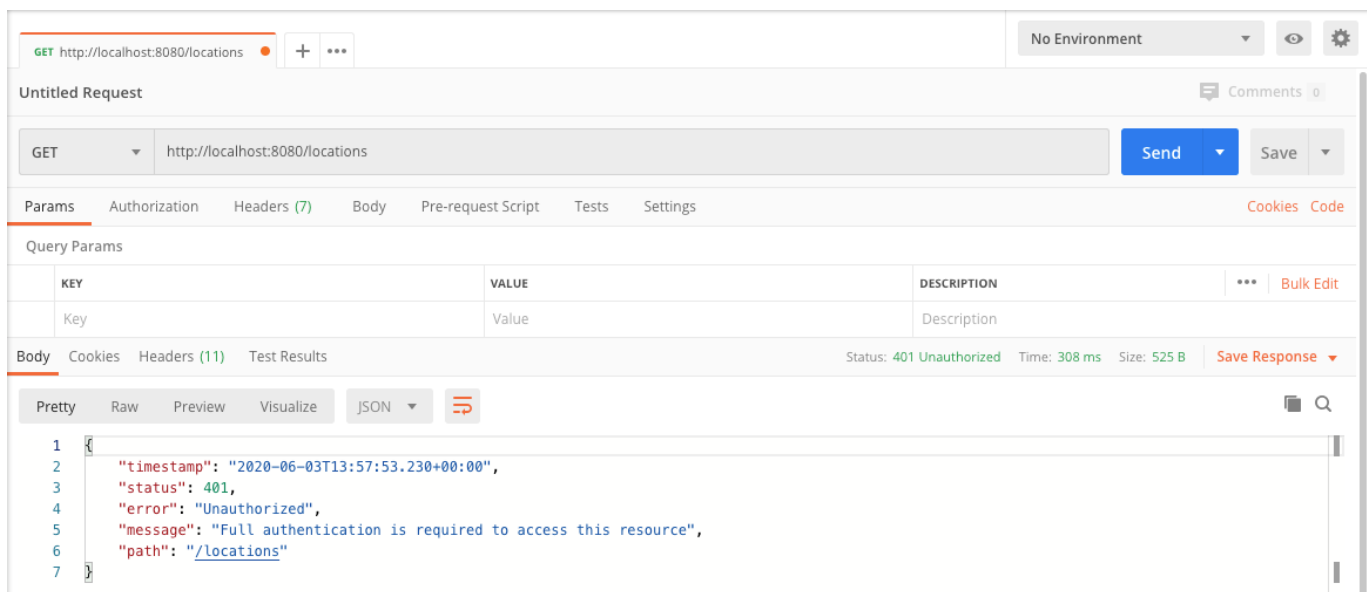 GET http://localhost:8080/locations
No Environment
Untitled Request
Comments 0
GET http://localhost:8080/locations Send Save
Params Authorization Headers (7) Body Pre-request Script Tests Settings Cookies Code
Query Params
KEY VALUE DESCRIPTION Bulk Edit
Key Value Description
Body Cookies Headers (11) Test Results Status: 401 Unauthorized Time: 308 ms Size: 525 B Save Response
Pretty Raw Preview Visualize JSON
1 {
2 "timestamp": "2020-06-03T13:57:53.230+00:00",
3 "status": 401,
4 "error": "Unauthorized",
5 "message": "Full authentication is required to access this resource",
6 "path": "/locations"
7 }